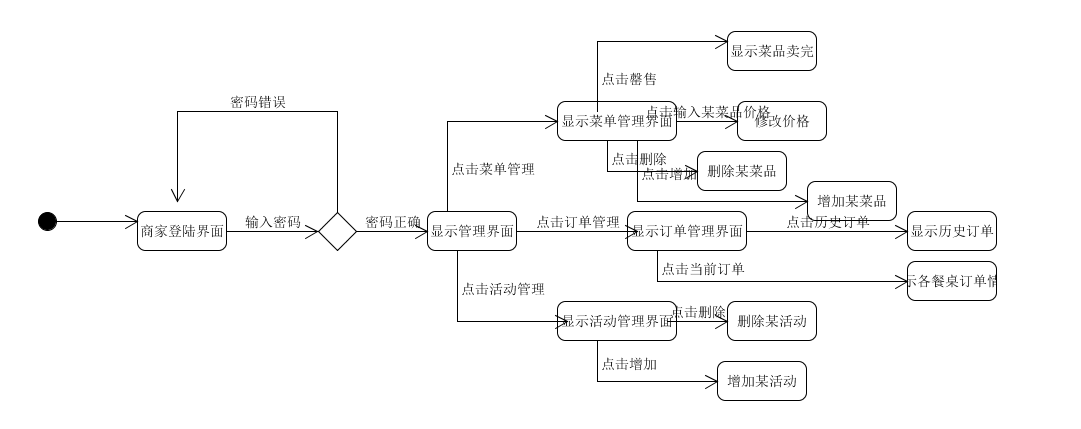 显示菜品卖完
点击罄售
密码错误
点击输入某菜品价格
显示菜单管理界面
修改价格
点击删除
点击菜单管理
删除某菜品
点击增加
增加某菜品
输入密码
密码正确
点击订单管理
点击历史订单
商家登陆界面
显示管理界面
显示订单管理界面
显示历史订单
点击当前订单
示各餐桌订单情
点击活动管理
点击删除
显示活动管理界面
删除某活动
点击增加
增加某活动